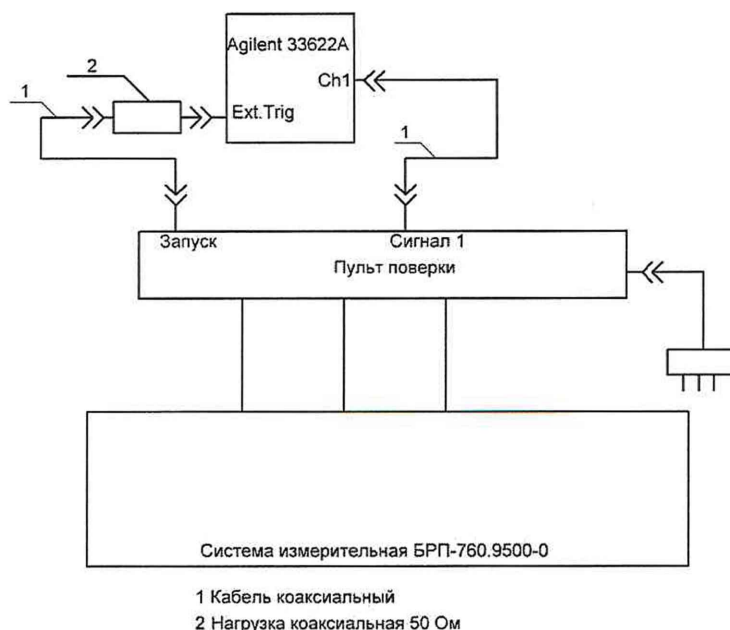 Agilent 33622A
2
Ch1
1
Ext.Trig
1
Запуск
Сигнал 1
Пульт поверки
Система измерительная БРП-760.9500-0
1 Кабель коаксиальный
2 Нагрузка коаксиальная 50 Ом